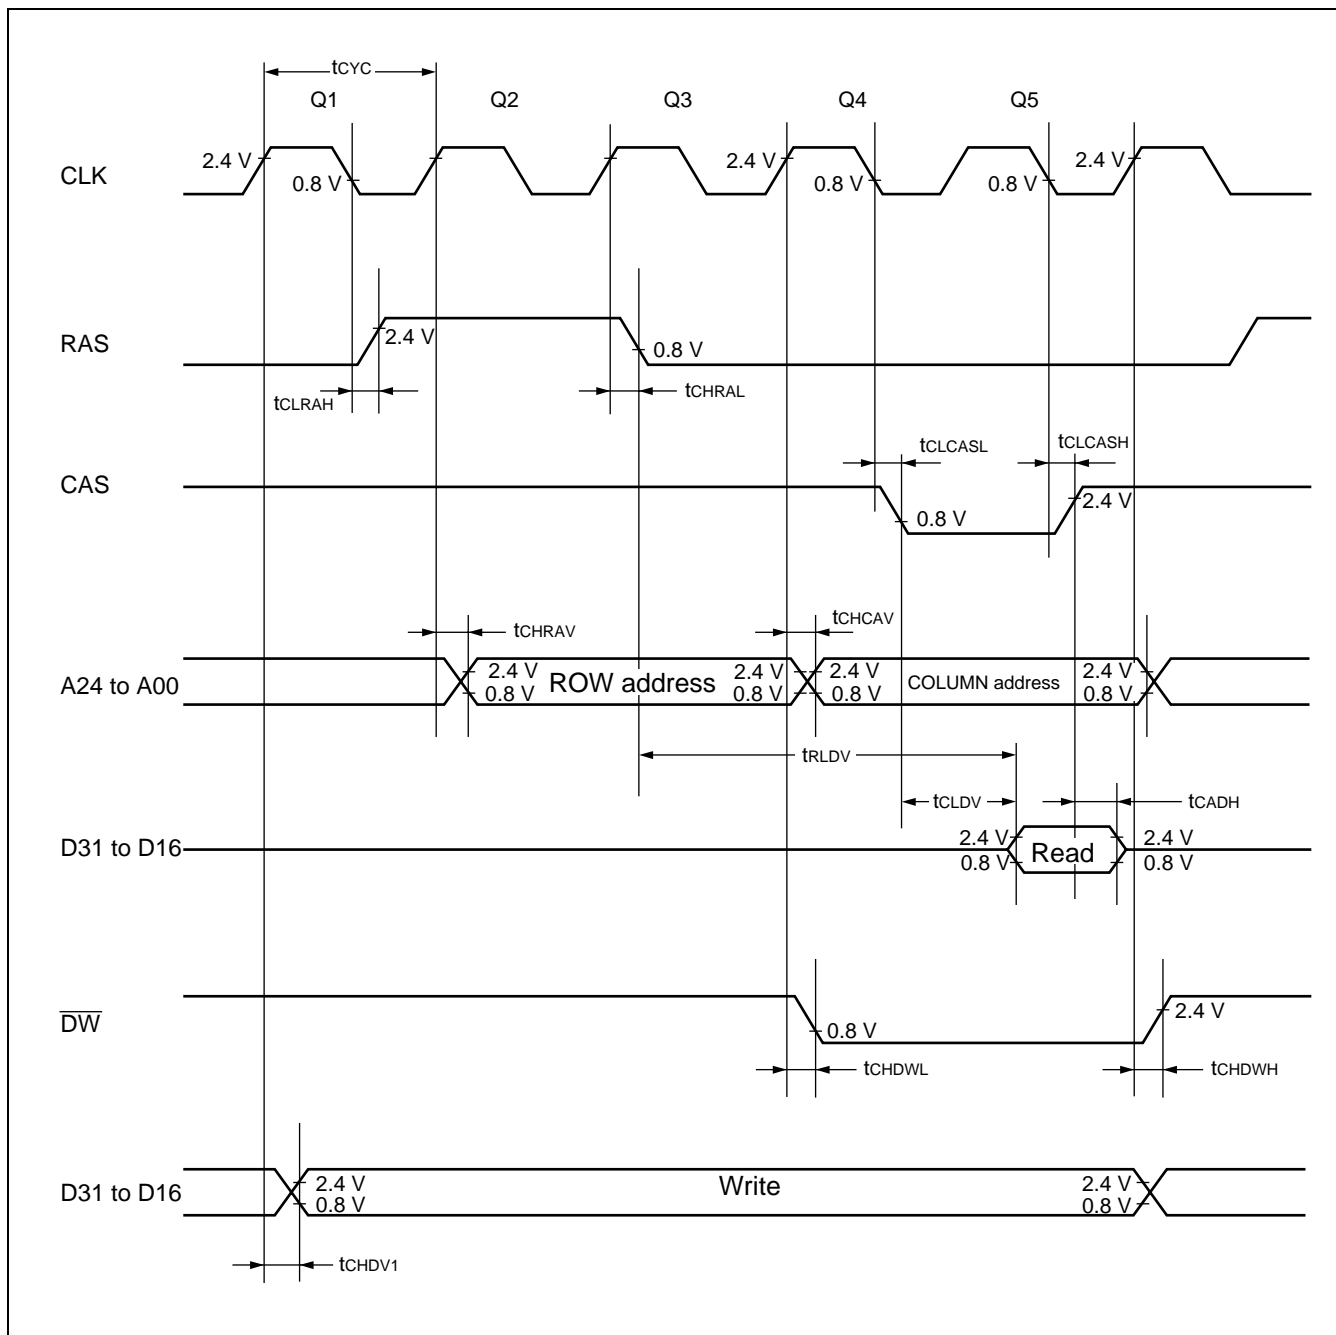 tCYC
Q1 Q2 Q3 Q4 Q5
CLK 2.4 V 0.8 V 2.4 V 0.8 V 0.8 V 2.4 V
RAS 2.4 V 0.8 V
tCLRAH tCHRAL
tCLCASL tCLCASH
CAS 0.8 V 2.4 V
tCHRAV tCHCAV
A24 to A00 2.4 V 0.8 V ROW address 2.4 V 0.8 V 2.4 V 0.8 V COLUMN address 2.4 V 0.8 V
tRLDV
tCLDV tCADH
D31 to D16 2.4 V 0.8 V Read 2.4 V 0.8 V
DW 0.8 V 2.4 V
tCHDWL tCHDWH
D31 to D16 2.4 V 0.8 V Write 2.4 V 0.8 V
tCHDV1